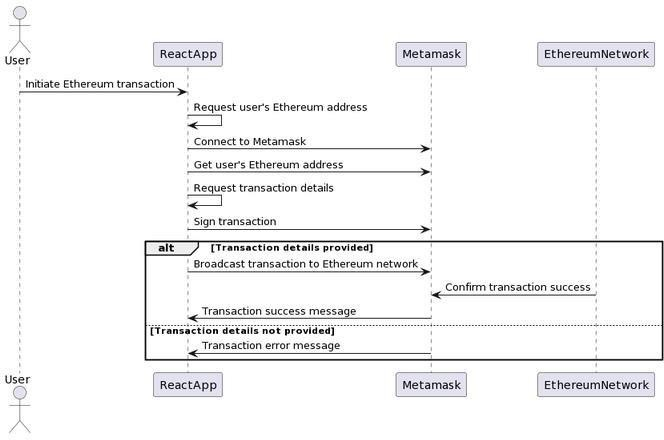 User
ReactApp
Metamask
EthereumNetwork
Initiate Ethereum transaction
Request user's Ethereum address
Connect to Metamask
Get user's Ethereum address
Request transaction details
Sign transaction
alt [Transaction details provided]
Broadcast transaction to Ethereum network
Confirm transaction success
Transaction success message
[Transaction details not provided]
Transaction error message
User
ReactApp
Metamask
EthereumNetwork